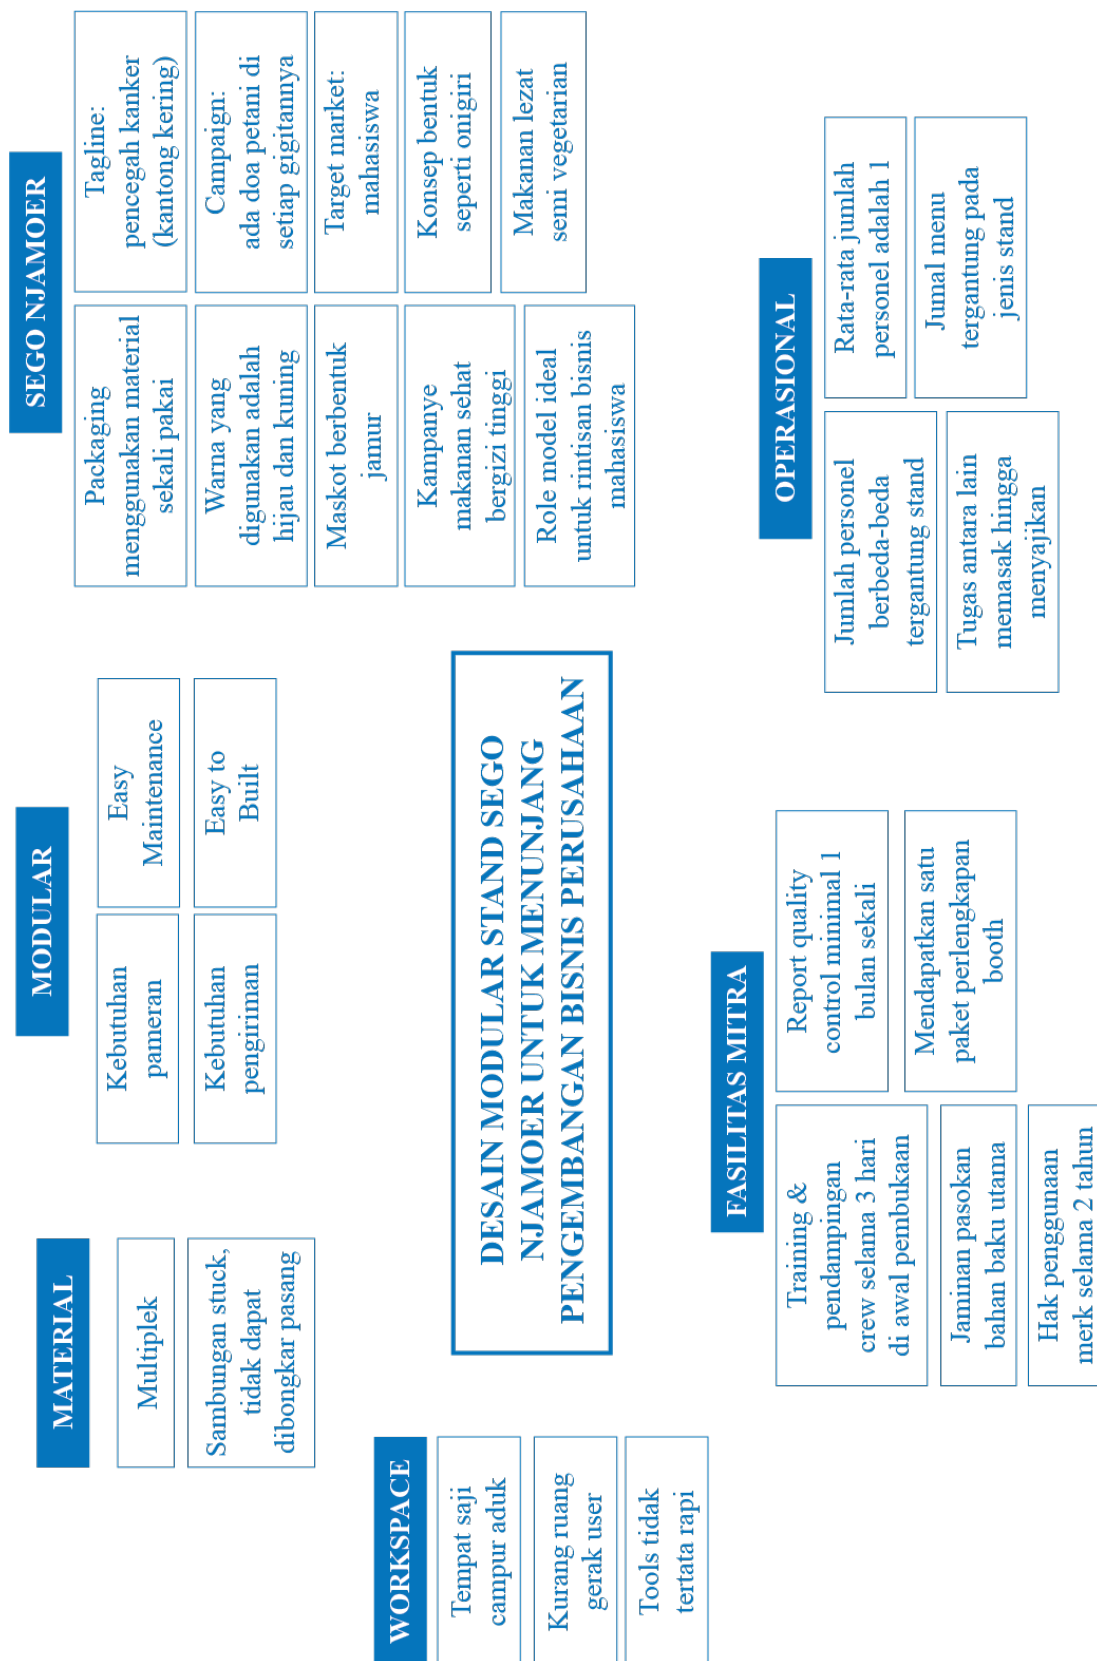 MATERIAL
Multiplek
Sambungan stuck,
tidak dapat
dibongkar pasang
MODULAR
Kebutuhan
pameran
Easy
Maintenance
Kebutuhan
pengiriman
Easy to
Built
SEGO NJAMOER
Packaging
menggunakan material
sekali pakai
Tagline:
pencegah kanker
(kantong kering)
Warna yang
digunakan adalah
hijau dan kuning
Campaign:
ada doa petani di
setiap gigitannya
Maskot berbentuk
jamur
Target market:
mahasiswa
Kampanye
makanan sehat
bergizi tinggi
Konsep bentuk
seperti onigiri
Role model ideal
untuk rintisan bisnis
mahasiswa
Makanan lezat
semi vegetarian
WORKSPACE
Tempat saji
campur aduk
Kurang ruang
gerak user
Tools tidak
tertata rapi
DESAIN MODULAR STAND SEGO
NJAMOER UNTUK MENUNJANG
PENGEMBANGAN BISNIS PERUSAHAAN
FASILITAS MITRA
Training &
pendampingan
crew selama 3 hari
di awal pembukaan
Report quality
control minimal 1
bulan sekali
Jaminan pasokan
bahan baku utama
Mendapatkan satu
paket perlengkapan
booth
Hak penggunaan
merk selama 2 tahun
OPERASIONAL
Jumlah personel
berbeda-beda
tergantung stand
Rata-rata jumlah
personel adalah 1
Tugas antara lain
memasak hingga
menyajikan
Jumal menu
tergantung pada
jenis stand